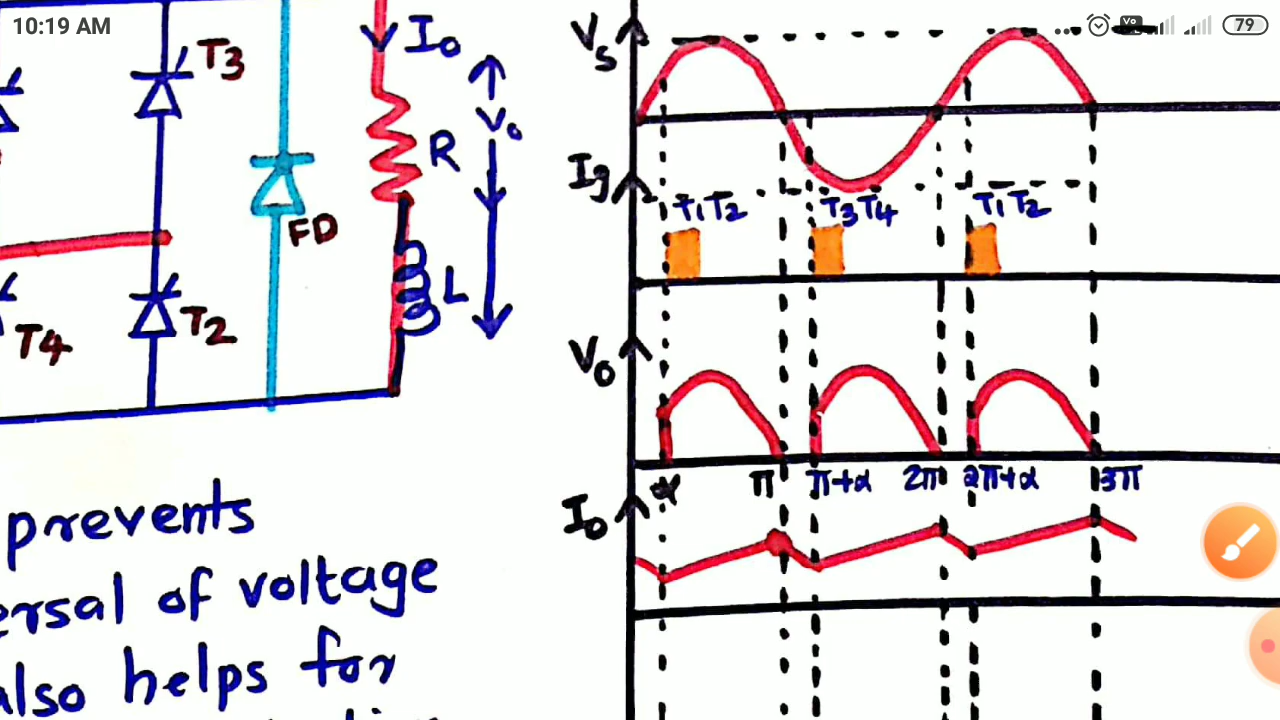 10:19 AM
Vo
79
T3
Io
Vo
R
FD
L
T4
T2
prevents
ersal of voltage
also helps for
Vs
Ig
T1T2
T3T4
T1T2
Vo
α
π
π+α
2π
2π+α
3π
Io